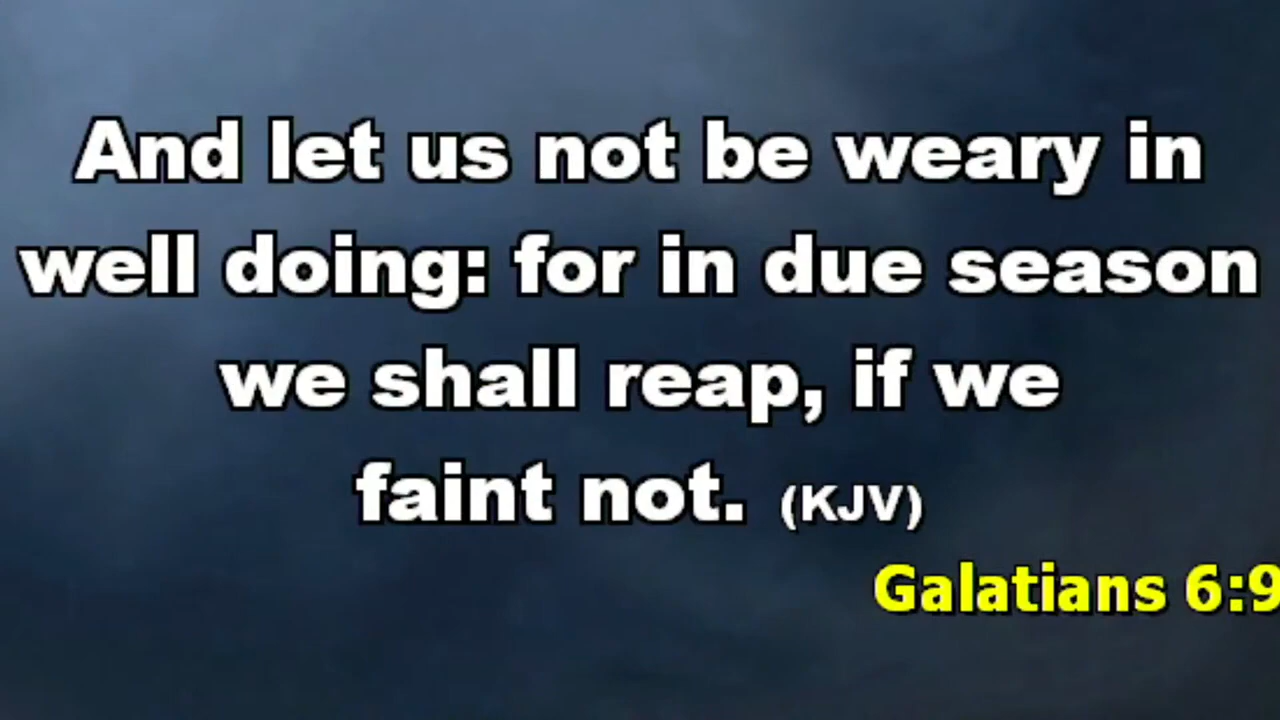 And let us not be weary in
well doing: for in due season
we shall reap, if we
faint not. (KJV)
Galatians 6:9